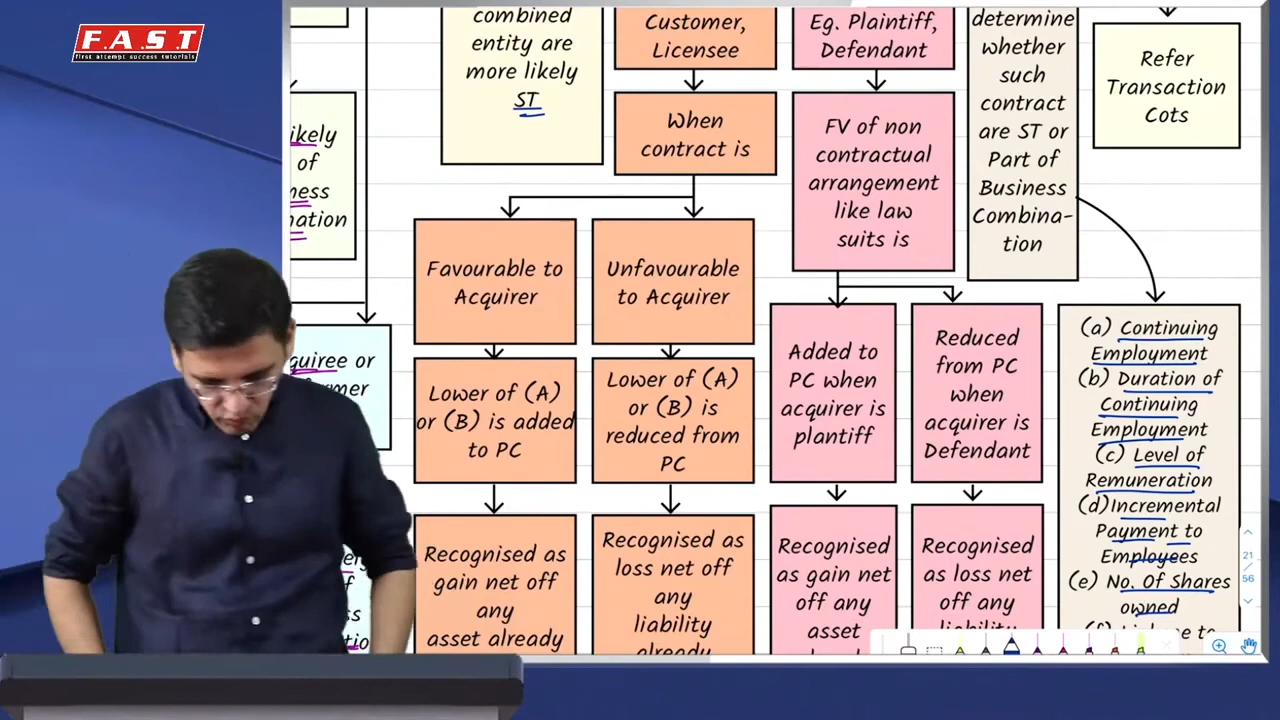 F.A.S.T
first attempt success tutorials
combined
entity are
more likely
ST
Customer,
Licensee
When
contract is
Eg. Plaintiff,
Defendant
FV of non
contractual
arrangement
like law
suits is
determine
whether
such
contract
are ST or
Part of
Business
Combina-
tion
Refer
Transaction
Cots
ikely
of
ness
nation
quiree or
Favourable to
Acquirer
Unfavourable
to Acquirer
Lower of (A)
or (B) is added
to PC
Lower of (A)
or (B) is
reduced from
PC
Added to
PC when
acquirer is
plantiff
Reduced
from PC
when
acquirer is
Defendant
Recognised as
gain net off
any
asset already
Recognised as
loss net off
any
liability
already
Recognised
as gain net
off any
asset
Recognised
as loss net
off any
liability
(a) Continuing
Employment
(b) Duration of
Continuing
Employment
(c) Level of
Remuneration
(d)Incremental
Payment to
Employees
(e) No. Of Shares
owned
21
/
56